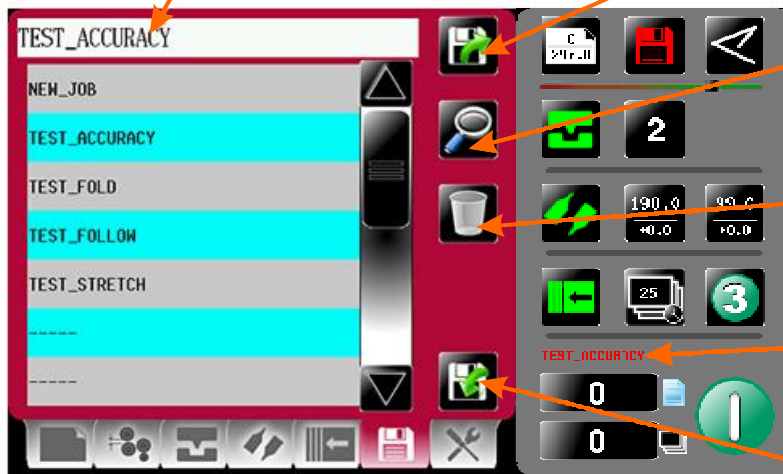 TEST_ACCURACY
NEW_JOB
TEST_ACCURACY
TEST_FOLD
TEST_FOLLOW
TEST_STRETCH
-----
-----
2
190.0
+0.0
+0.0
25
3
TEST_ACCURACY
0
0